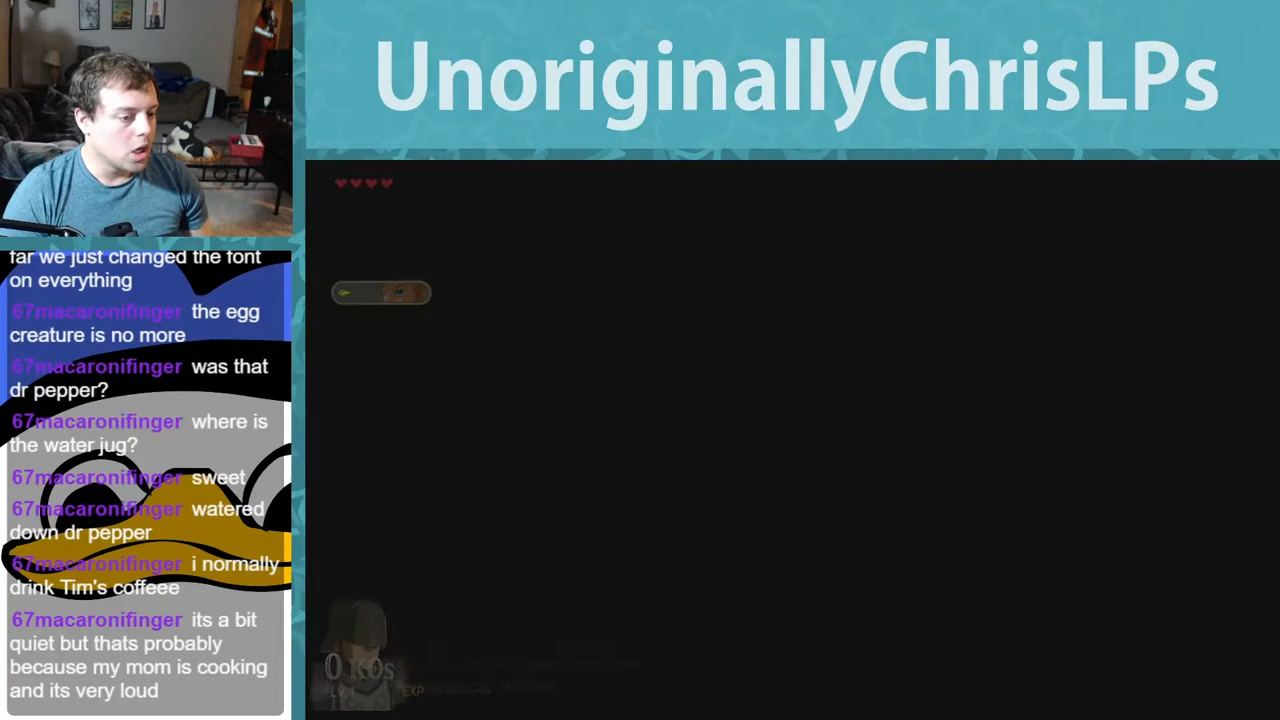 UnoriginallyChrisLPs
far we just changed the font
on everything
67macaronifinger the egg
creature is no more
67macaronifinger was that
dr pepper?
67macaronifinger where is
the water jug?
67macaronifinger sweet
67macaronifinger watered
down dr pepper
67macaronifinger i normally
drink Tim's coffeee
67macaronifinger its a bit
quiet but thats probably
because my mom is cooking
and its very loud
0 KOs
EXP